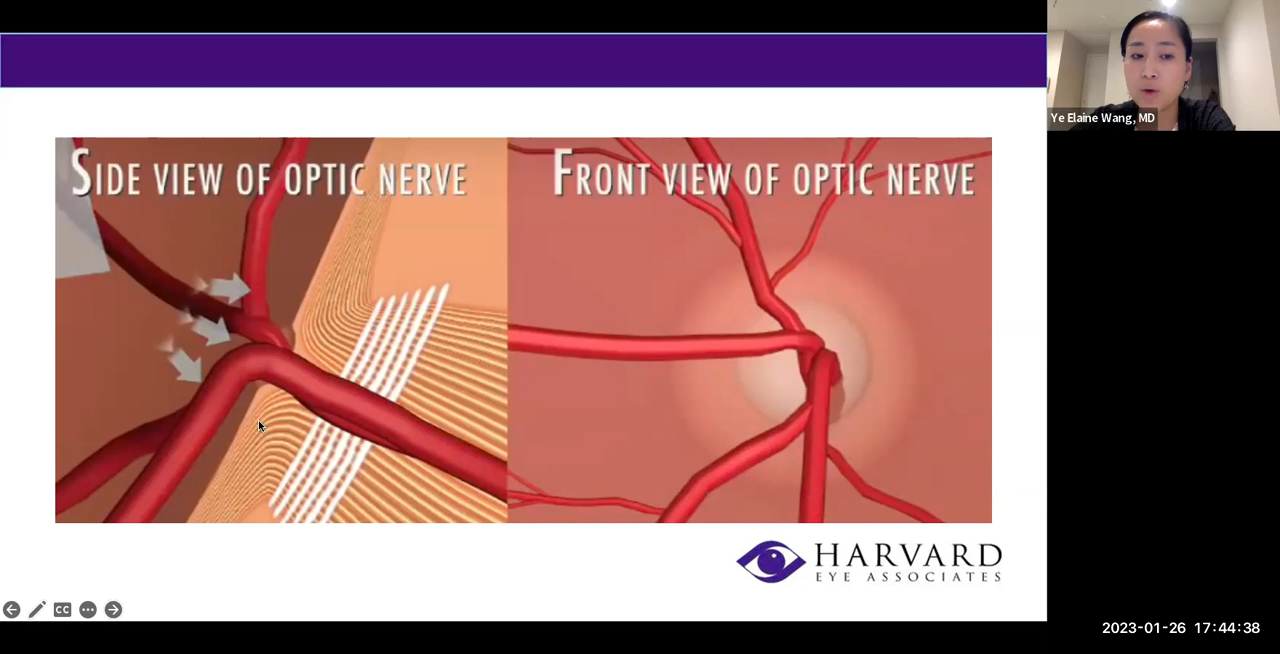 Ye Elaine Wang, MD
SIDE VIEW OF OPTIC NERVE
FRONT VIEW OF OPTIC NERVE
HARVARD
EYE ASSOCIATES
CC
2023-01-26 17:44:38